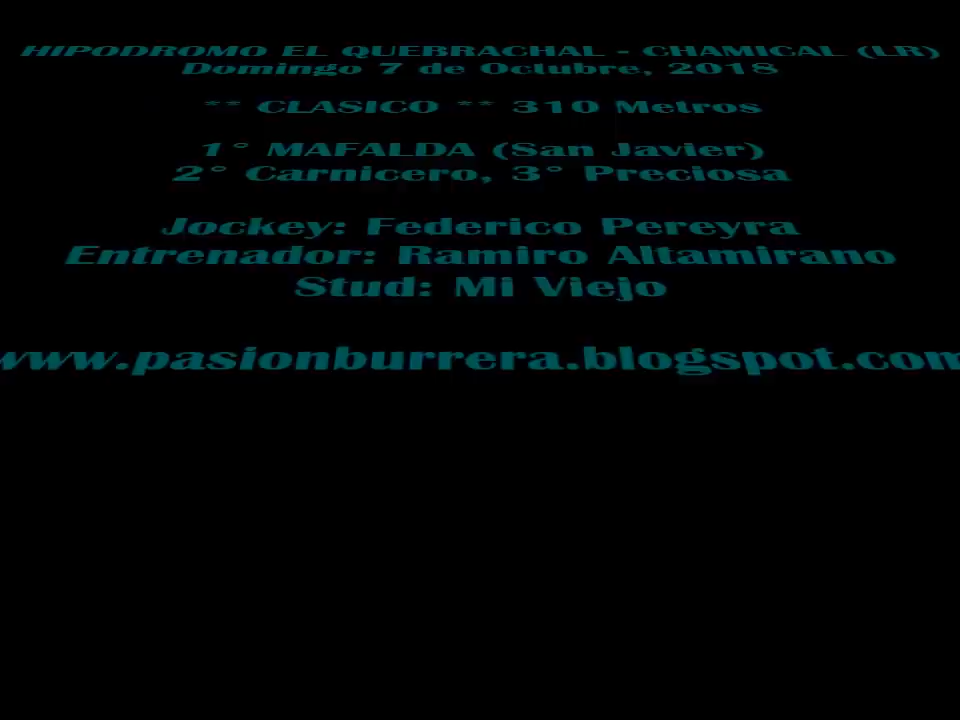 HIPODROMO EL QUEBRACHAL - CHAMICAL (LR)
Domingo 7 de Octubre, 2018
** CLASICO ** 310 Metros
1° MAFALDA (San Javier)
2° Carnicero, 3° Preciosa
Jockey: Federico Pereyra
Entrenador: Ramiro Altamirano
Stud: Mi Viejo
www.pasionburrera.blogspot.com